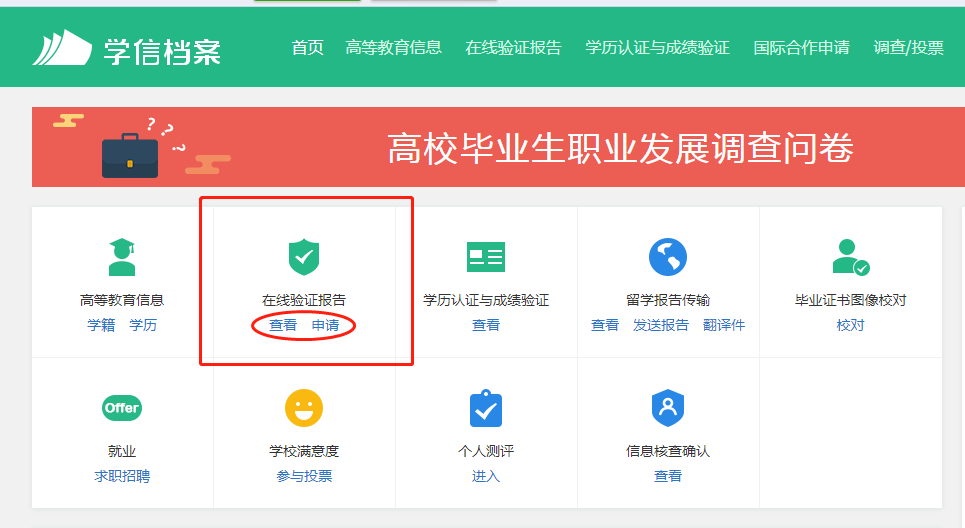 学信档案
首页 高等教育信息 在线验证报告 学历认证与成绩验证 国际合作申请 调查/投票
? ? ?
高校毕业生职业发展调查问卷
高等教育信息 在线验证报告 学历认证与成绩验证 留学报告传输 毕业证书图像校对
学籍 学历 查看 申请 查看 查看 发送报告 翻译件 校对
Offer
就业 学校满意度 个人测评 信息核查确认
求职招聘 参与投票 进入 查看